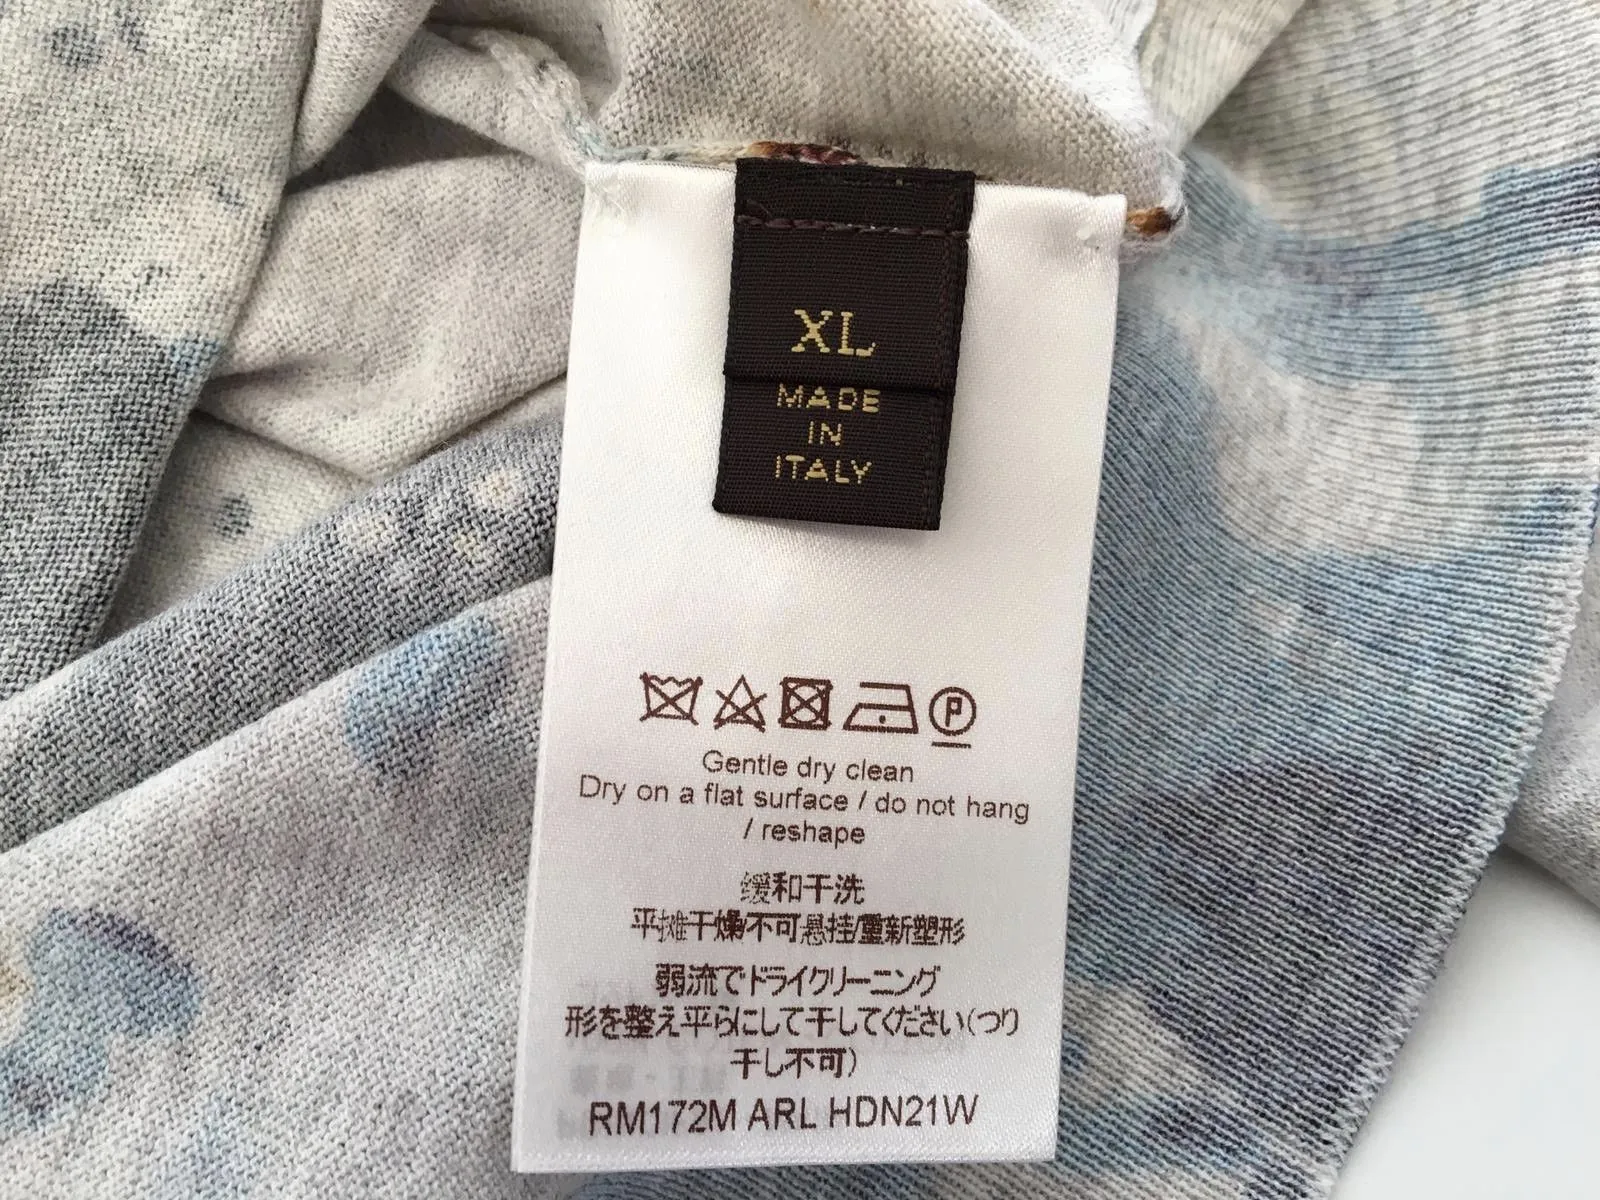 XL
MADE
IN
ITALY
P
Gentle dry clean
Dry on a flat surface / do not hang
/ reshape
缓和干洗
平摊干燥/不可悬挂/重新塑形
弱流でドライクリーニング
形を整え平らにして干してください(つり
干し不可)
RM172M ARL HDN21W